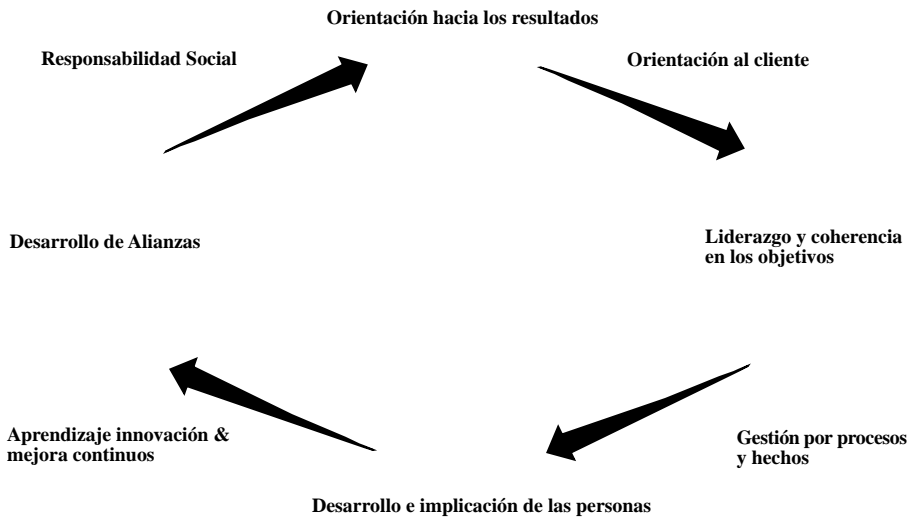 Orientación hacia los resultados
Responsabilidad Social
Orientación al cliente
Desarrollo de Alianzas
Liderazgo y coherencia
en los objetivos
Aprendizaje innovación &
mejora continuos
Gestión por procesos
y hechos
Desarrollo e implicación de las personas